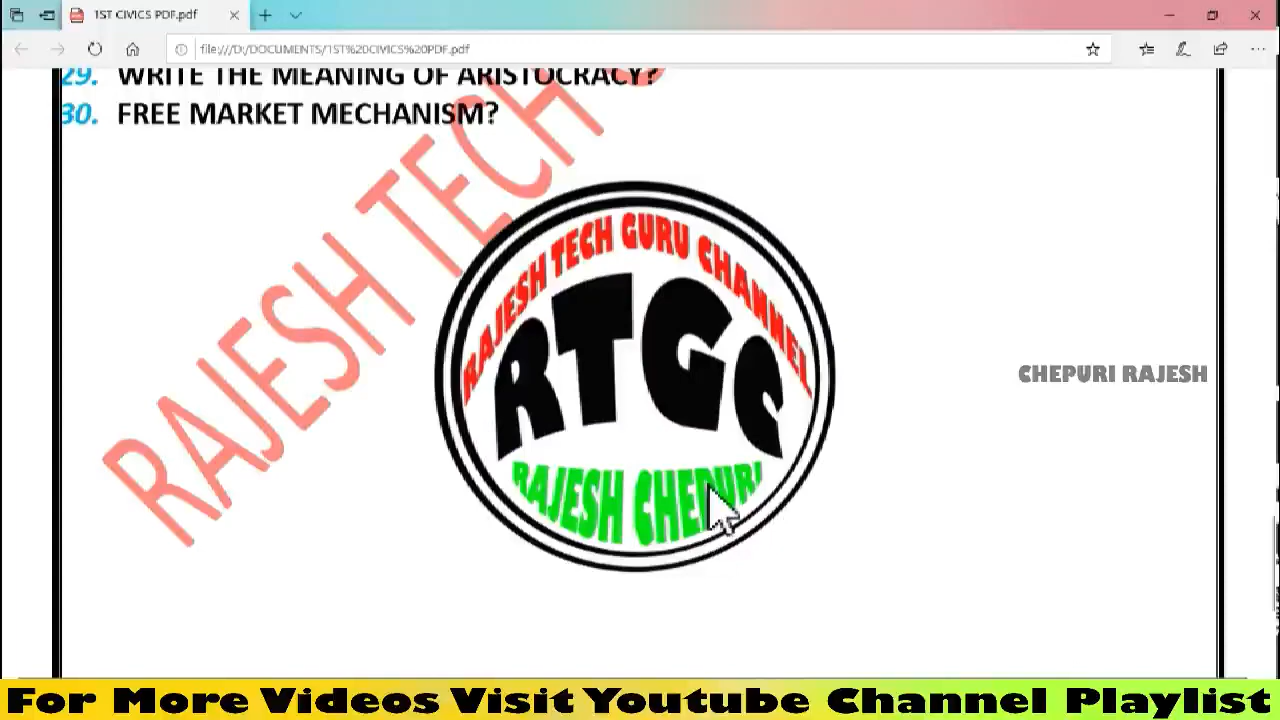 1ST CIVICS PDF.pdf
file:///D:/DOCUMENTS/1ST%20CIVICS%20PDF.pdf
29. WRITE THE MEANING OF ARISTOCRACY?
30. FREE MARKET MECHANISM?
RAJESH TECH
RAJESH TECH GURU CHANNEL
RTGC
RAJESH CHEPURI
CHEPURI RAJESH
For More Videos Visit Youtube Channel Playlist